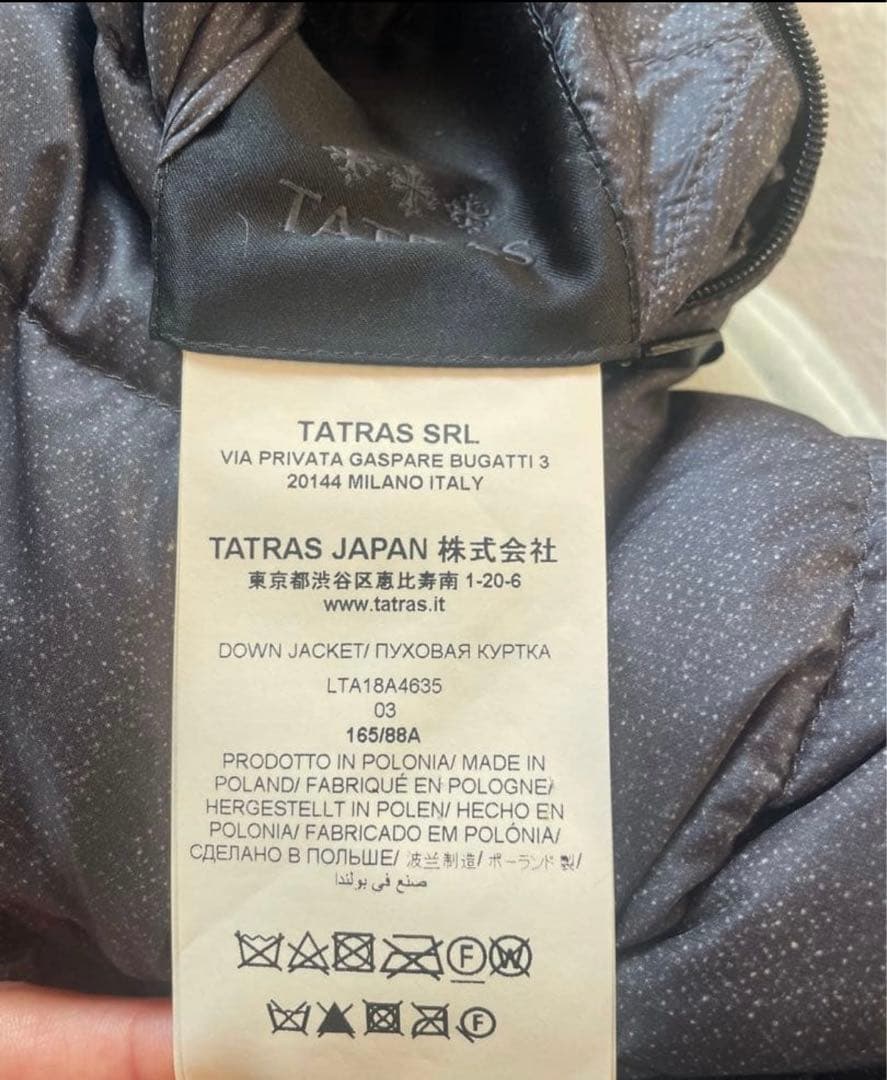 TATRAS
TATRAS SRL
VIA PRIVATA GASPARE BUGATTI 3
20144 MILANO ITALY
TATRAS JAPAN 株式会社
東京都渋谷区恵比寿南 1-20-6
www.tatras.it
DOWN JACKET/ ПУХОВАЯ КУРТКА
LTA18A4635
03
165/88A
PRODOTTO IN POLONIA/ MADE IN
POLAND/ FABRIQUÉ EN POLOGNE/
HERGESTELLT IN POLEN/ HECHO EN
POLONIA/ FABRICADO EM POLÓNIA/
СДЕЛАНО В ПОЛЬШЕ/ 波兰制造/ ポーランド 製/
صنع في بولندا
F W
F